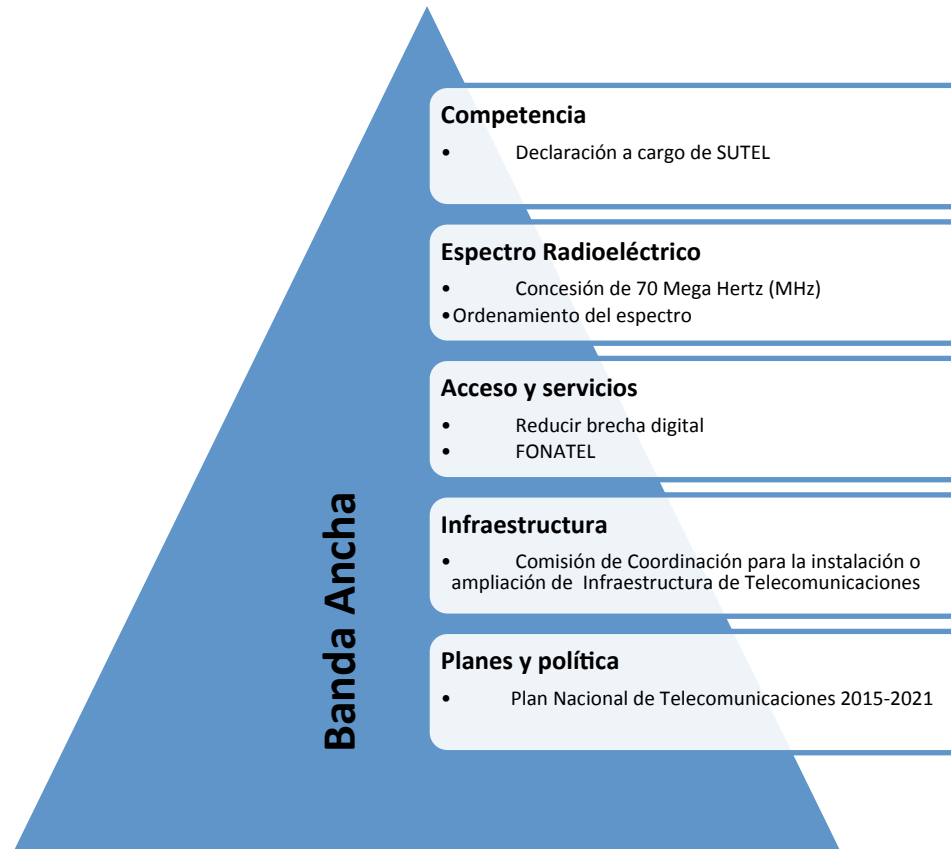 Competencia
• Declaración a cargo de SUTEL
Espectro Radioeléctrico
• Concesión de 70 Mega Hertz (MHz)
•Ordenamiento del espectro
Acceso y servicios
• Reducir brecha digital
• FONATEL
Infraestructura
• Comisión de Coordinación para la instalación o
ampliación de Infraestructura de Telecomunicaciones
Planes y política
• Plan Nacional de Telecomunicaciones 2015-2021
Banda Ancha